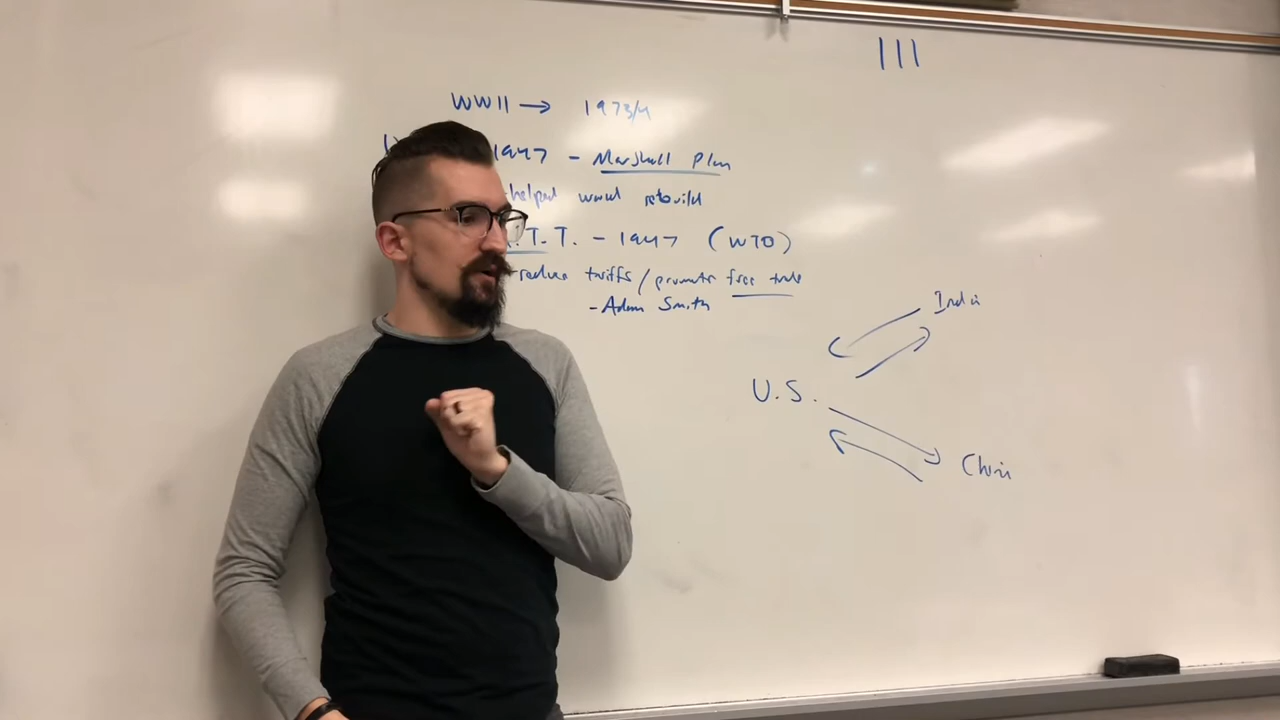 III
WWII → 1973/4
1947 - Marshall Plan
-helped world rebuild
.T.T. - 1947 (WTO)
-reduce tariffs/promote free trade
-Adam Smith
India
U.S.
China